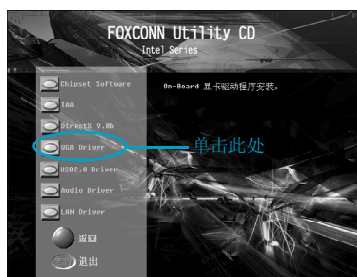 FOXCONN Utility CD
Intel Series
Chipset Software
On-Board 显卡驱动程序安装。
IAA
DirectX 9.0b
VGA Driver
单击此处
USB2.0 Driver
Audio Driver
LAN Driver
返回
退出